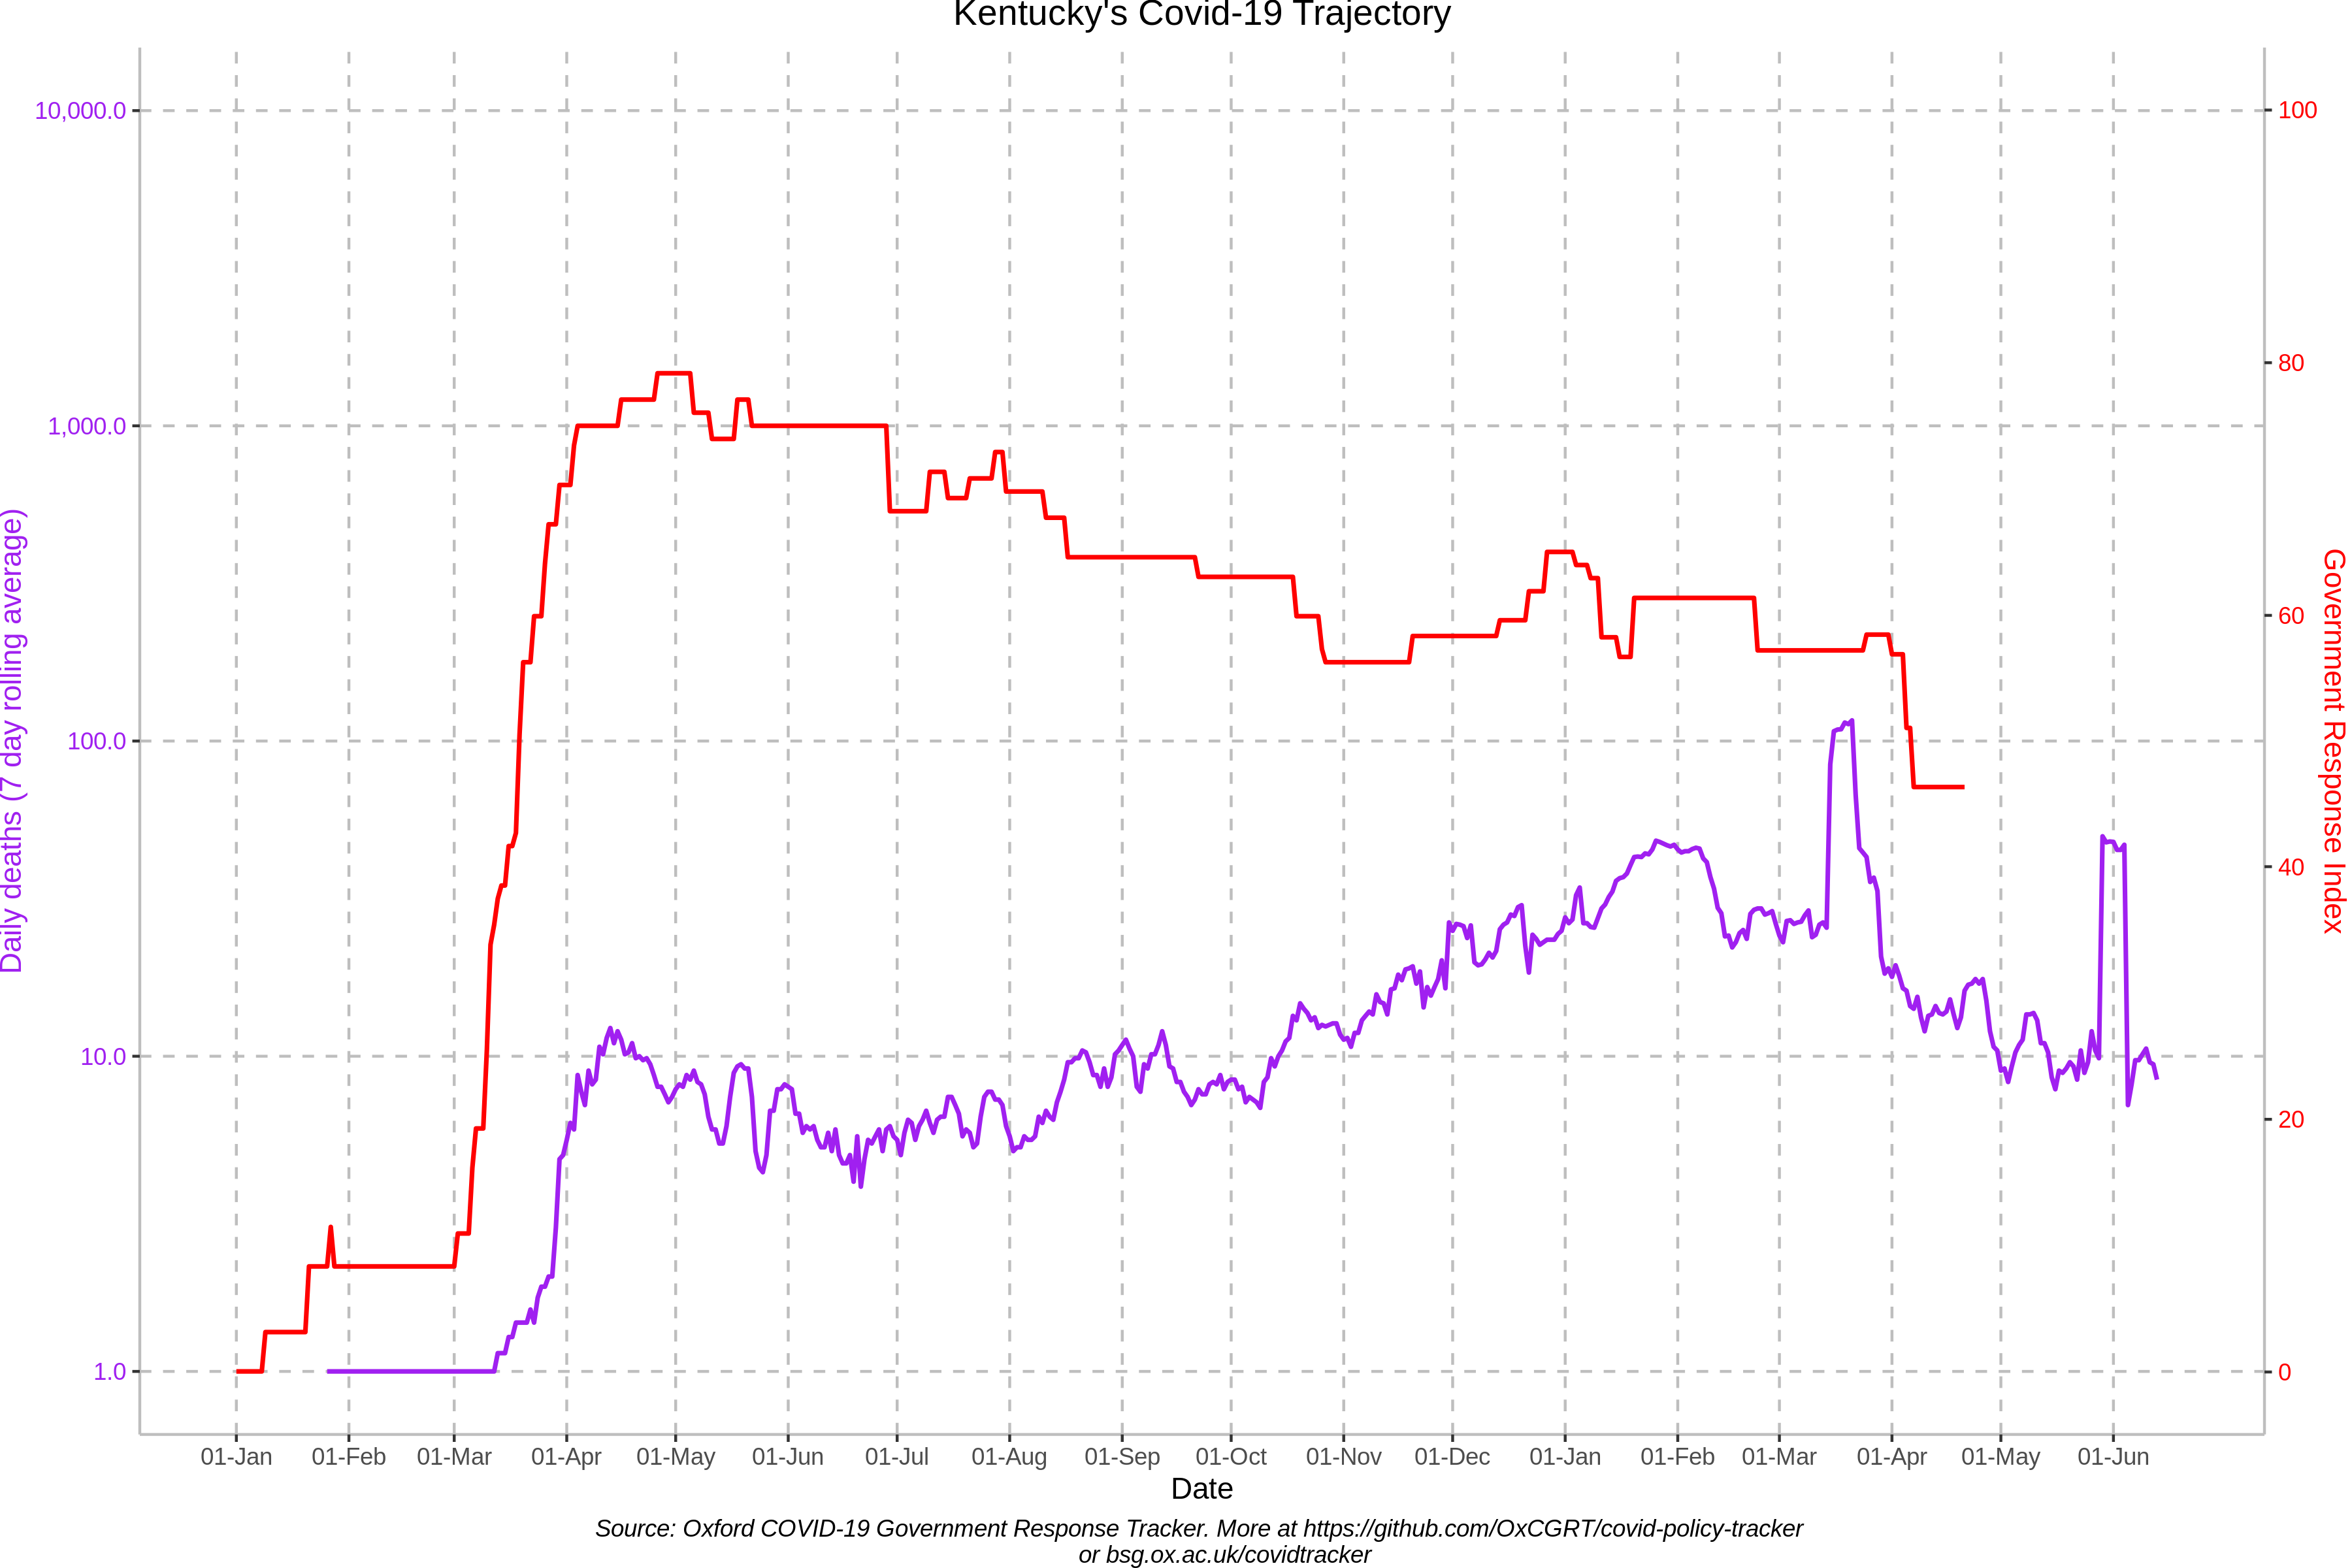 Kentucky's Covid-19 Trajectory
10,000.0
1,000.0
100.0
10.0
1.0
Daily deaths (7 day rolling average)
100
80
60
40
20
0
Government Response Index
01-Jan 01-Feb 01-Mar 01-Apr 01-May 01-Jun 01-Jul 01-Aug 01-Sep 01-Oct 01-Nov 01-Dec 01-Jan 01-Feb 01-Mar 01-Apr 01-May 01-Jun
Date
Source: Oxford COVID-19 Government Response Tracker. More at https://github.com/OxCGRT/covid-policy-tracker
or bsg.ox.ac.uk/covidtracker